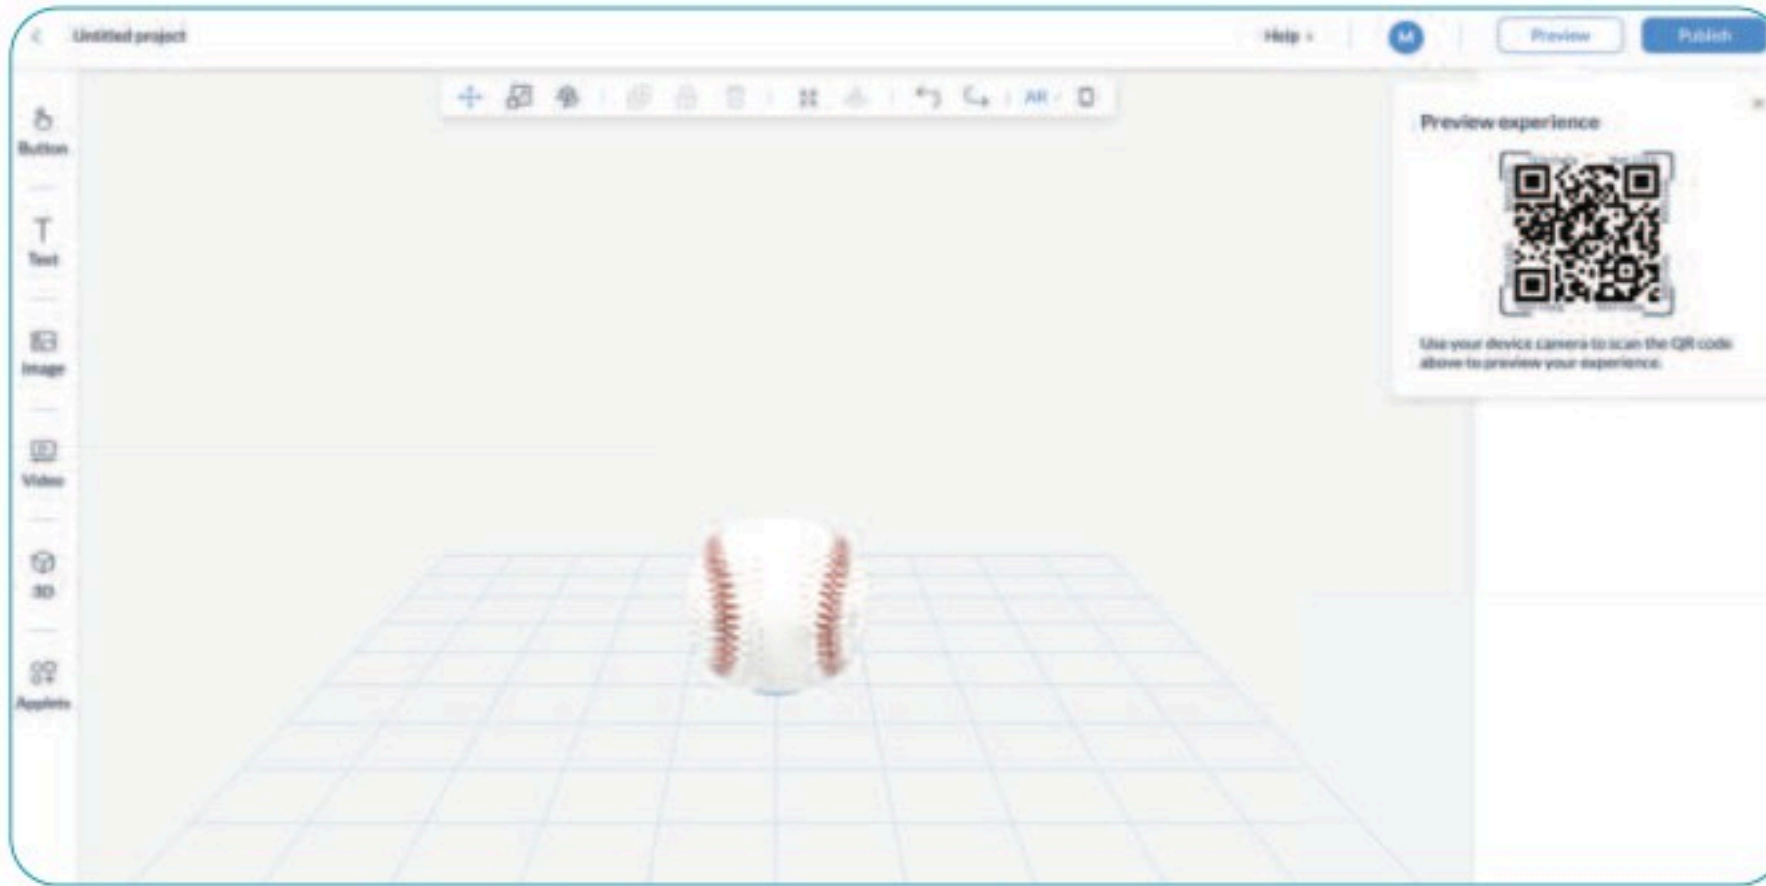 Untitled project
Help
M
Preview
Publish
AR
Button
Text
Image
Video
3D
Applets
Preview experience
Use your device camera to scan the QR code
above to preview your experience.